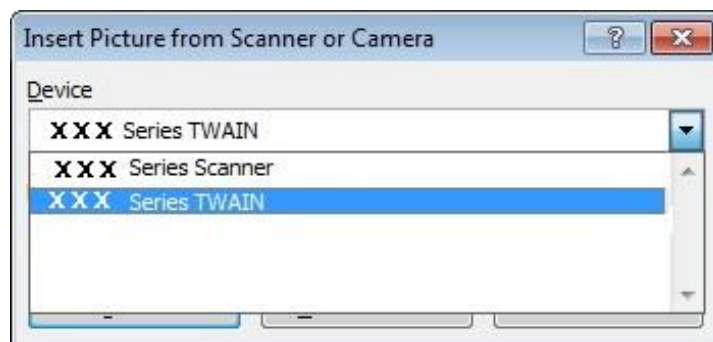 Insert Picture from Scanner or Camera
Device
XXX Series TWAIN
XXX Series Scanner
XXX Series TWAIN